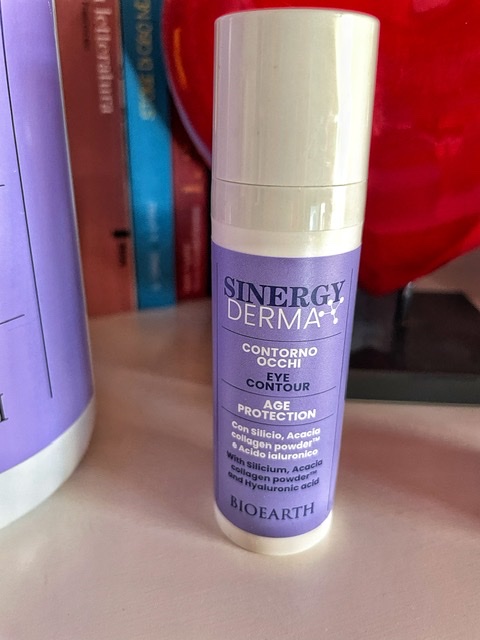 letteratura
SINERGY
DERMA
CONTORNO
OCCHI
EYE
CONTOUR
AGE
PROTECTION
Con Silicio, Acacia
collagen powder™
e Acido ialuronico
With Silicium, Acacia
collagen powder™
and Hyaluronic acid
BIOEARTH